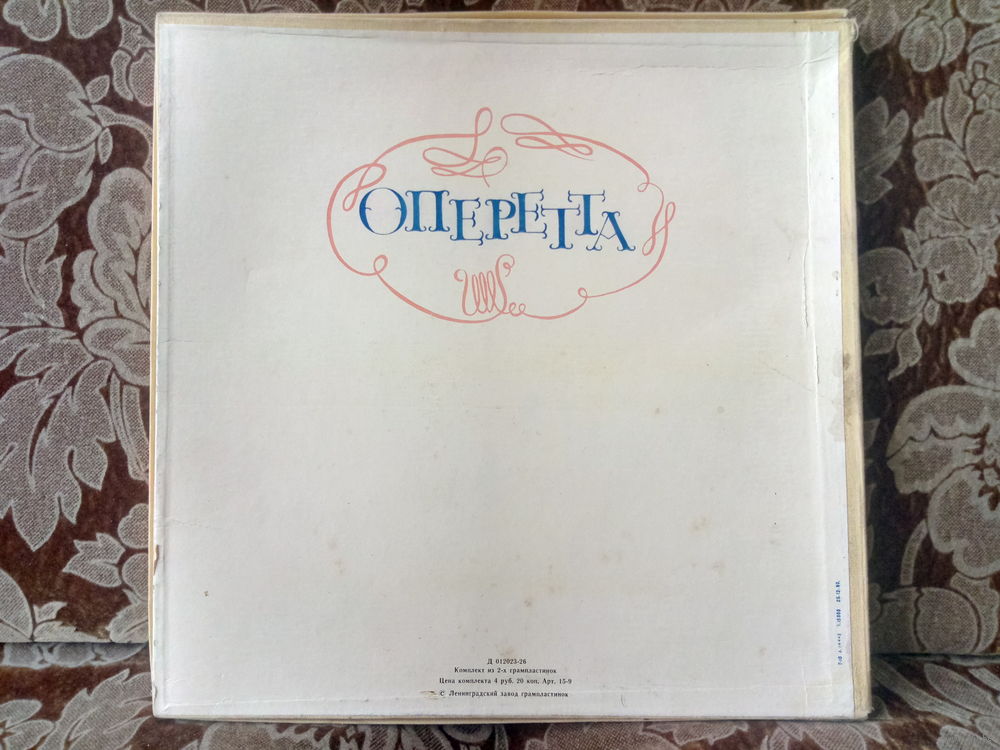 ОПЕРЕТТА
Д 012023-26
Комплект из 2-х грампластинок
Цена комплекта 4 руб. 20 коп. Арт. 15-9
© Ленинградский завод грампластинок